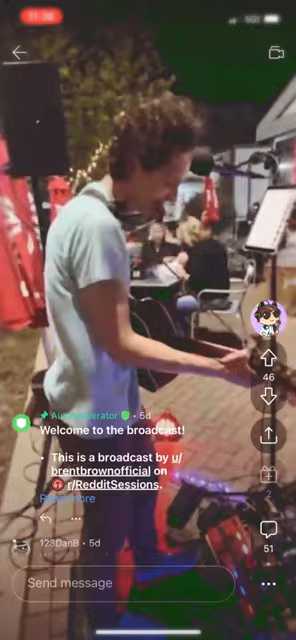 11:36
5GE
AutoModerator • 5d
Welcome to the broadcast!
• This is a broadcast by u/
brentbrownofficial on
r/RedditSessions.
Read more
46
2
123DanB • 5d
51
Send message